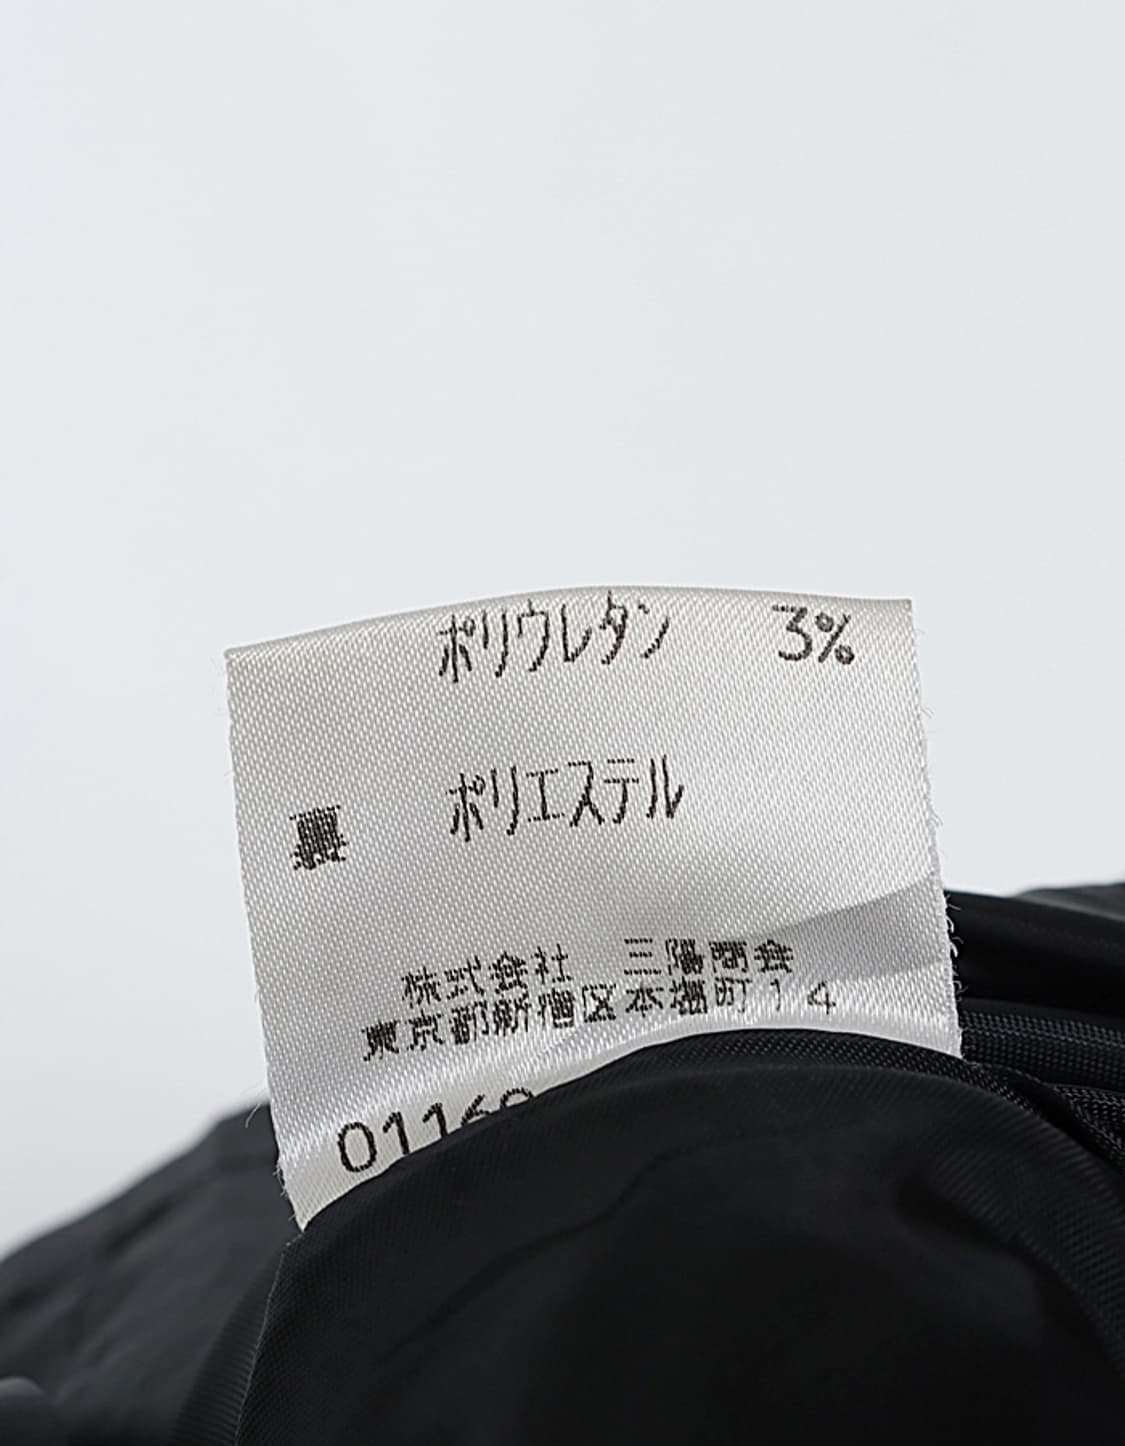 ポリウレタン 3%
裏 ポリエステル
株式会社 三陽商会
東京都新宿区本塩町14